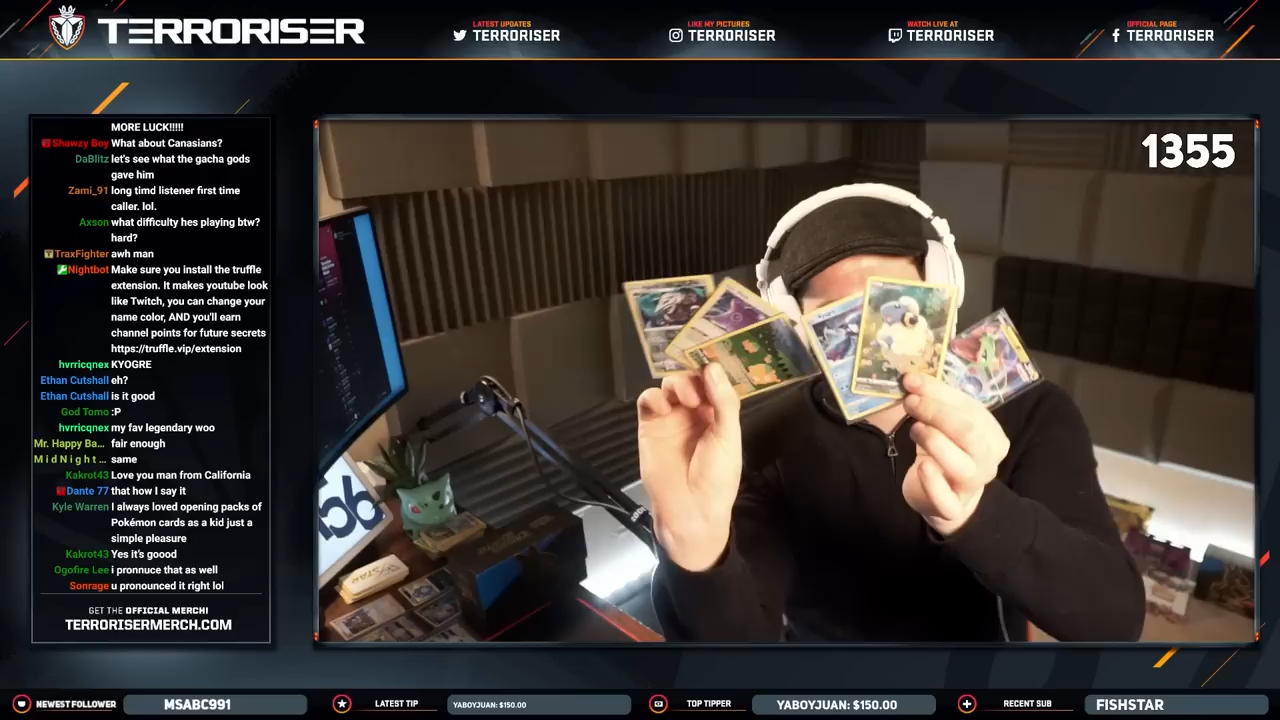 TERRORISER
LATEST UPDATES
TERRORISER
LIKE MY PICTURES
TERRORISER
WATCH LIVE AT
TERRORISER
OFFICIAL PAGE
TERRORISER
MORE LUCK!!!!!
Shawzy Boy What about Canasians?
DaBlitz let's see what the gacha gods
gave him
Zami_91 long timd listener first time
caller. lol.
Axson what difficulty hes playing btw?
hard?
TraxFighter awh man
Nightbot Make sure you install the truffle
extension. It makes youtube look
like Twitch, you can change your
name color, AND you'll earn
channel points for future secrets
https://truffle.vip/extension
hvrricqnex KYOGRE
Ethan Cutshall eh?
Ethan Cutshall is it good
God Tomo :P
hvrricqnex my fav legendary woo
Mr. Happy Ba... fair enough
M i d N i g h t ... same
Kakrot43 Love you man from California
Dante 77 that how I say it
Kyle Warren I always loved opening packs of
Pokémon cards as a kid just a
simple pleasure
Kakrot43 Yes it's goood
Ogofire Lee i pronnuce that as well
Sonrage u pronounced it right lol
GET THE OFFICIAL MERCH!
TERRORISERMERCH.COM
1355
NEWEST FOLLOWER
MSABC991
LATEST TIP
YABOYJUAN: $150.00
TOP TIPPER
YABOYJUAN: $150.00
RECENT SUB
FISHSTAR